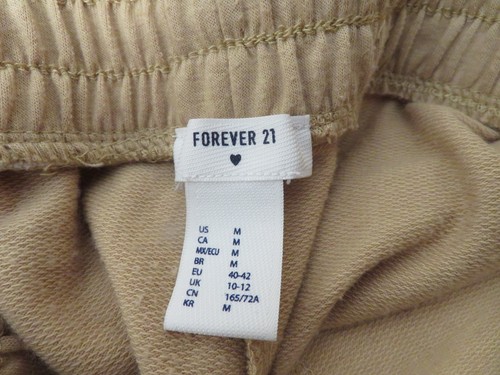 FOREVER 21
US M
CA M
MX/ECU M
BR M
EU 40-42
UK 10-12
CN 165/72A
KR M